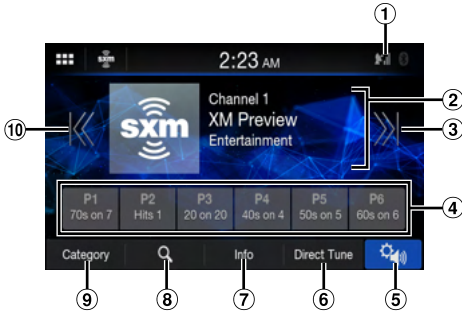 1
sxm
2:23 AM
Channel 1
XM Preview
Entertainment
sxm
2
3
10
P1
70s on 7
P2
Hits 1
P3
20 on 20
P4
40s on 4
P5
50s on 5
P6
60s on 6
4
Category
Info
Direct Tune
9
8
7
6
5